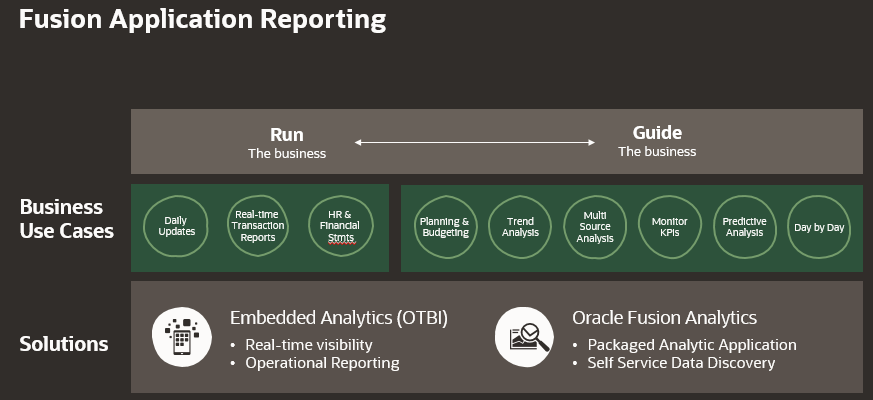 Fusion Application Reporting
Run
The business
Guide
The business
Business
Use Cases
Daily
Updates
Real-time
Transaction
Reports
HR &
Financial
Stmts
Planning &
Budgeting
Trend
Analysis
Multi
Source
Analysis
Monitor
KPIs
Predictive
Analysis
Day by Day
Solutions
Embedded Analytics (OTBI)
• Real-time visibility
• Operational Reporting
Oracle Fusion Analytics
• Packaged Analytic Application
• Self Service Data Discovery